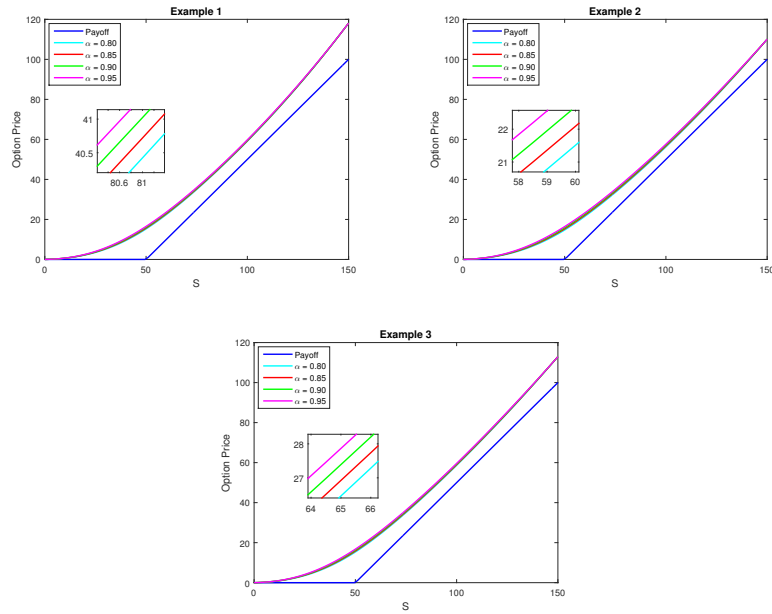 Example 1
Payoff
α = 0.80
α = 0.85
α = 0.90
α = 0.95
Option Price
120
100
80
60
40
20
0
41
40.5
80.6 81
0 50 100 150
S
Example 2
Payoff
α = 0.80
α = 0.85
α = 0.90
α = 0.95
Option Price
120
100
80
60
40
20
0
22
21
58 59 60
0 50 100 150
S
Example 3
Payoff
α = 0.80
α = 0.85
α = 0.90
α = 0.95
Option Price
120
100
80
60
40
20
0
28
27
64 65 66
0 50 100 150
S